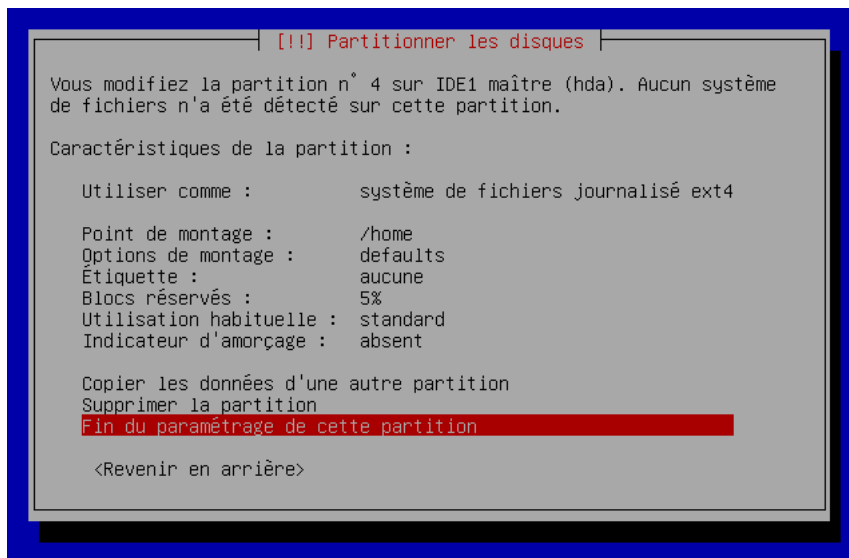 [!!] Partitionner les disques
Vous modifiez la partition n° 4 sur IDE1 maître (hda). Aucun système
de fichiers n'a été détecté sur cette partition.
Caractéristiques de la partition :
Utiliser comme : système de fichiers journalisé ext4
Point de montage : /home
Options de montage : defaults
Étiquette : aucune
Blocs réservés : 5%
Utilisation habituelle : standard
Indicateur d'amorçage : absent
Copier les données d'une autre partition
Supprimer la partition
Fin du paramétrage de cette partition
<Revenir en arrière>